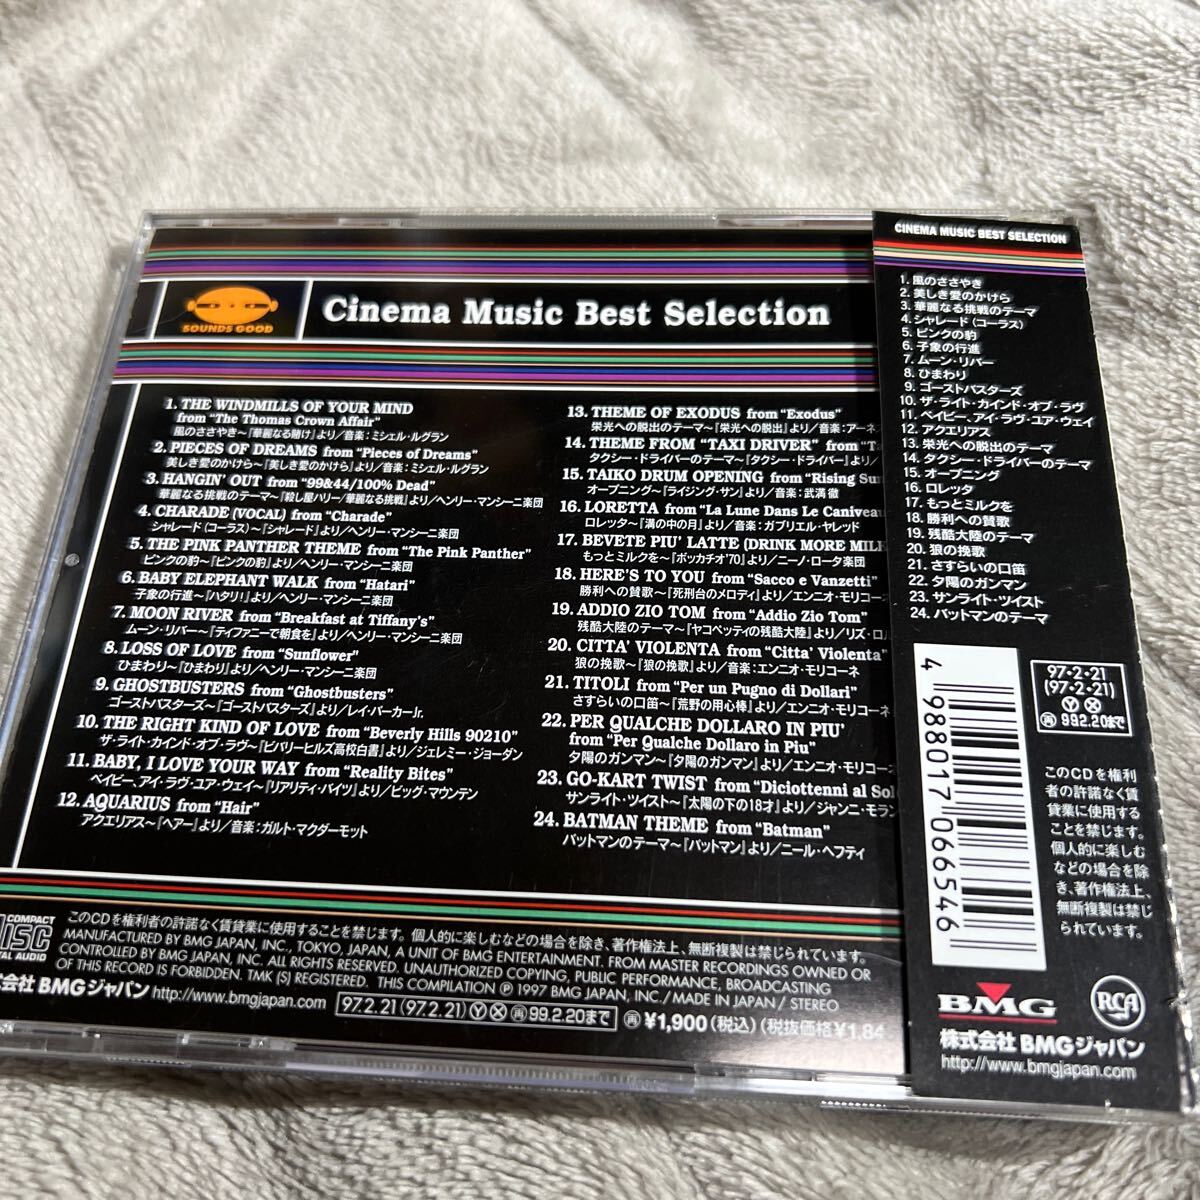 SOUNDS GOOD
Cinema Music Best Selection
1. THE WINDMILLS OF YOUR MIND
from "The Thomas Crown Affair"
風のささやき~『華麗なる賭け』より/音楽:ミシェル・ルグラン
2. PIECES OF DREAMS from "Pieces of Dreams"
美しき愛のかけら~『美しき愛のかけら』より/音楽:ミシェル・ルグラン
3. HANGIN' OUT from "99&44/100% Dead"
華麗なる挑戦のテーマ~『殺し屋ハリー/華麗なる挑戦』より/ヘンリー・マンシーニ楽団
4. CHARADE (VOCAL) from "Charade"
シャレード(コーラス)~『シャレード』より/ヘンリー・マンシーニ楽団
5. THE PINK PANTHER THEME from "The Pink Panther"
ピンクの豹~『ピンクの豹』より/ヘンリー・マンシーニ楽団
6. BABY ELEPHANT WALK from "Hatari"
子象の行進~『ハタリ!』より/ヘンリー・マンシーニ楽団
7. MOON RIVER from "Breakfast at Tiffany's"
ムーン・リバー~『ティファニーで朝食を』より/ヘンリー・マンシーニ楽団
8. LOSS OF LOVE from "Sunflower"
ひまわり~『ひまわり』より/ヘンリー・マンシーニ楽団
9. GHOSTBUSTERS from "Ghostbusters"
ゴーストバスターズ~『ゴーストバスターズ』より/レイ・パーカーJr.
10. THE RIGHT KIND OF LOVE from "Beverly Hills 90210"
ザ・ライト・カインド・オブ・ラヴ~『ビバリーヒルズ高校白書』より/ジェレミー・ジョーダン
11. BABY, I LOVE YOUR WAY from "Reality Bites"
ベイビー、アイ・ラヴ・ユア・ウェイ~『リアリティ・バイツ』より/ビッグ・マウンテン
12. AQUARIUS from "Hair"
アクエリアス~『ヘアー』より/音楽:ガルト・マクダーモット
13. THEME OF EXODUS from "Exodus"
栄光への脱出のテーマ~『栄光への脱出』より/音楽:アーネス
14. THEME FROM "TAXI DRIVER" from "Ta
タクシー・ドライバーのテーマ~『タクシー・ドライバー』より/
15. TAIKO DRUM OPENING from "Rising Sun
オープニング~『ライジング・サン』より/音楽:武満 徹
16. LORETTA from "La Lune Dans Le Caniveau
ロレッタ~『溝の中の月』より/音楽:ガブリエル・ヤレッド
17. BEVETE PIU' LATTE (DRINK MORE MILK
もっとミルクを~『ボッカチオ'70』より/ニーノ・ロータ楽団
18. HERE'S TO YOU from "Sacco e Vanzetti"
勝利への賛歌~『死刑台のメロディ』より/エンニオ・モリコーネ
19. ADDIO ZIO TOM from "Addio Zio Tom"
残酷大陸のテーマ~『ヤコペッティの残酷大陸』より/リズ・オル
20. CITTA' VIOLENTA from "Citta' Violenta"
狼の挽歌~『狼の挽歌』より/音楽:エンニオ・モリコーネ
21. TITOLI from "Per un Pugno di Dollari"
さすらいの口笛~『荒野の用心棒』より/エンニオ・モリコーネ
22. PER QUALCHE DOLLARO IN PIU'
from "Per Qualche Dollaro in Piu"
夕陽のガンマン~『夕陽のガンマン』より/エンニオ・モリコーネ
23. GO-KART TWIST from "Diciottenni al Sole
サンライト・ツイスト~『太陽の下の18才』より/ジャンニ・モラン
24. BATMAN THEME from "Batman"
バットマンのテーマ~『バットマン』より/ニール・ヘフティ
COMPACT
DISC
TAL AUDIO
このCDを権利者の許諾なく賃貸業に使用することを禁じます。個人的に楽しむなどの場合を除き、著作権法上、無断複製は禁じられています。
MANUFACTURED BY BMG JAPAN, INC., TOKYO, JAPAN, A UNIT OF BMG ENTERTAINMENT. FROM MASTER RECORDINGS OWNED OR
CONTROLLED BY BMG JAPAN, INC. ALL RIGHTS RESERVED. UNAUTHORIZED COPYING, PUBLIC PERFORMANCE, BROADCASTING
OF THIS RECORD IS FORBIDDEN. TMK (S) REGISTERED. THIS COMPILATION Ⓟ 1997 BMG JAPAN, INC./MADE IN JAPAN / STEREO
会社 BMGジャパン http://www.bmgjapan.com 97.2.21 (97.2.21) Ⓨ Ⓧ 再 99.2.20まで 再 ¥1,900(税込)(税抜価格¥1,84
CINEMA MUSIC BEST SELECTION
1. 風のささやき
2. 美しき愛のかけら
3. 華麗なる挑戦のテーマ
4. シャレード(コーラス)
5. ピンクの豹
6. 子象の行進
7. ムーン・リバー
8. ひまわり
9. ゴーストバスターズ
10. ザ・ライト・カインド・オブ・ラヴ
11. ベイビー、アイ・ラヴ・ユア・ウェイ
12. アクエリアス
13. 栄光への脱出のテーマ
14. タクシー・ドライバーのテーマ
15. オープニング
16. ロレッタ
17. もっとミルクを
18. 勝利への賛歌
19. 残酷大陸のテーマ
20. 狼の挽歌
21. さすらいの口笛
22. 夕陽のガンマン
23. サンライト・ツイスト
24. バットマンのテーマ
4 988017 066546
97・2・21
(97・2・21)
Ⓨ Ⓧ
再 99.2.20まで
このCDを権利
者の許諾なく賃
貸業に使用する
ことを禁じます。
個人的に楽しむ
などの場合を除
き、著作権法上、
無断複製は禁じ
られています。
BMG
RCA
株式会社 BMGジャパン
http://www.bmgjapan.com